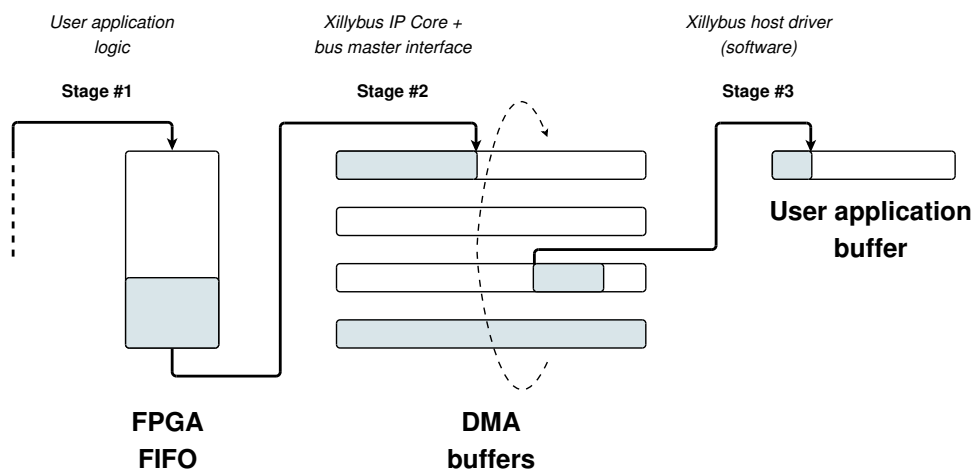 User application
logic
Stage #1
Xillybus IP Core +
bus master interface
Stage #2
Xillybus host driver
(software)
Stage #3
User application
buffer
FPGA
FIFO
DMA
buffers